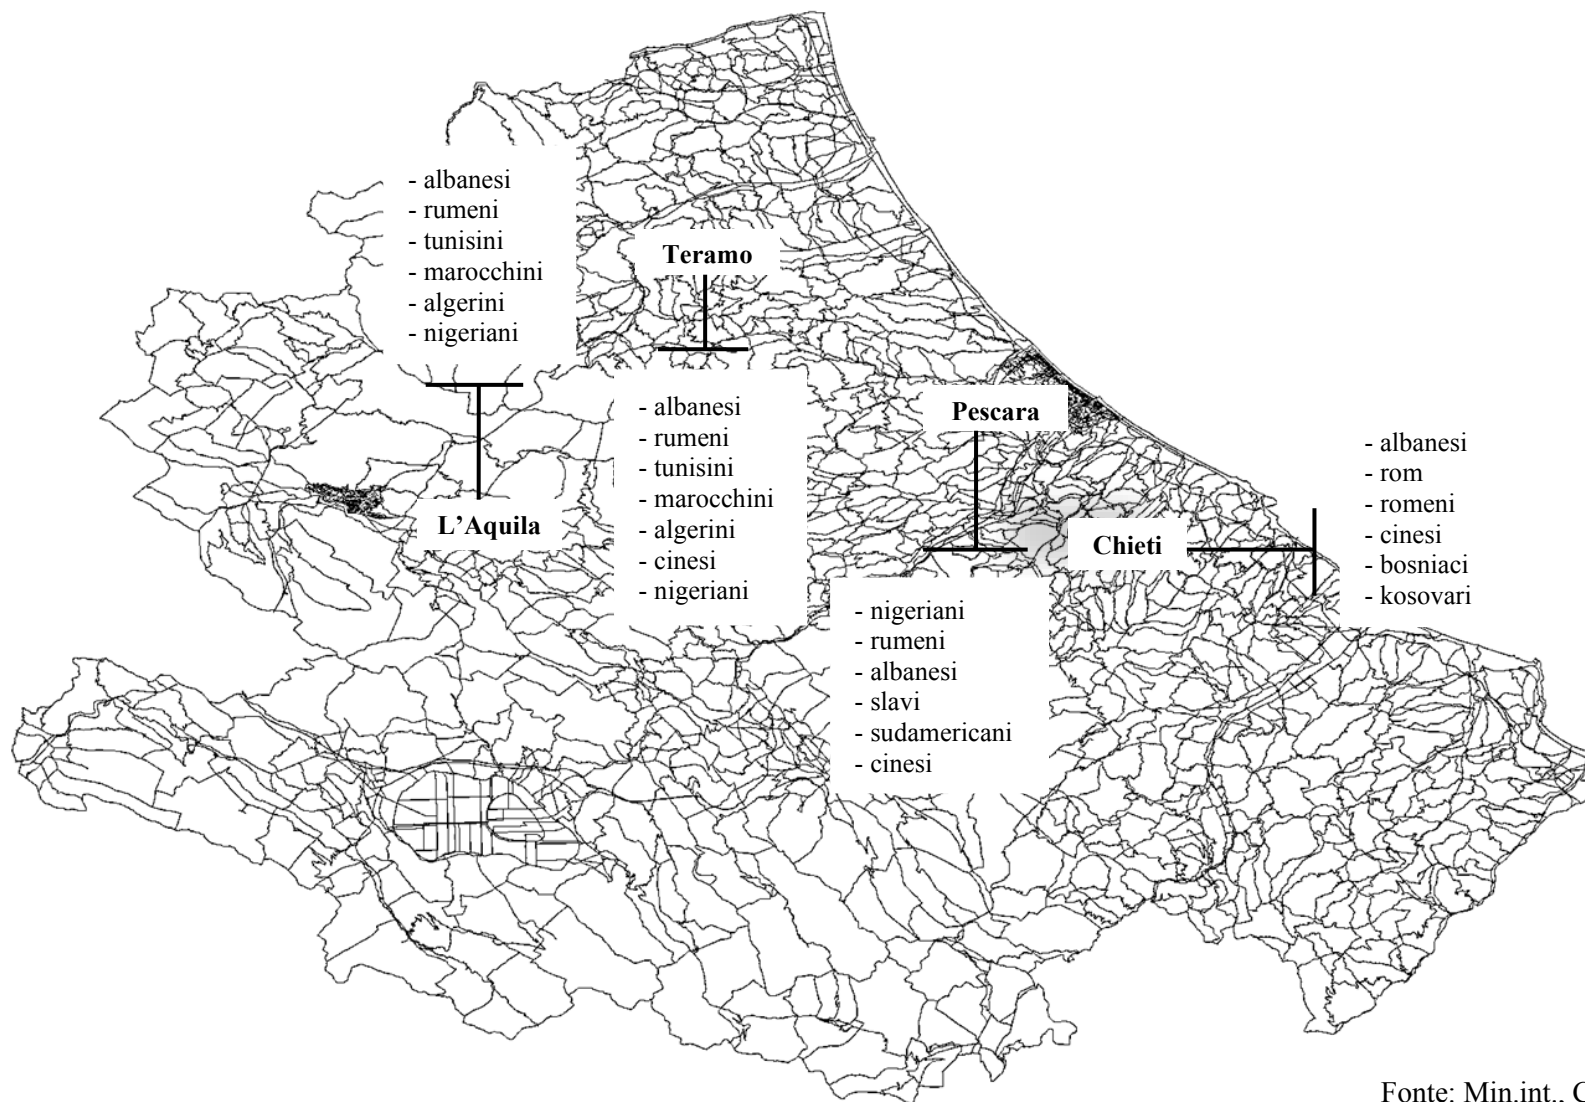 - albanesi
- rumeni
- tunisini
- marocchini
- algerini
- nigeriani
L’Aquila
Teramo
- albanesi
- rumeni
- tunisini
- marocchini
- algerini
- cinesi
- nigeriani
Pescara
- nigeriani
- rumeni
- albanesi
- slavi
- sudamericani
- cinesi
Chieti
- albanesi
- rom
- romeni
- cinesi
- bosniaci
- kosovari
Fonte: Min.int.,